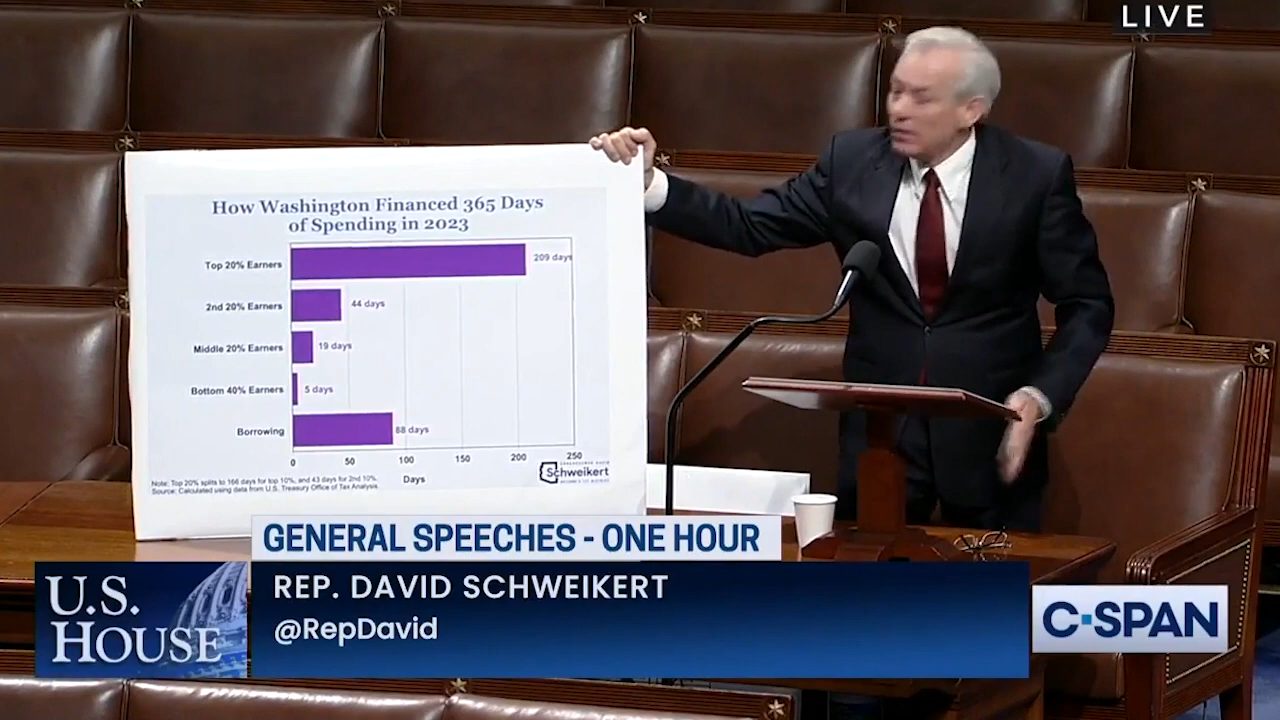 LIVE
How Washington Financed 365 Days
of Spending in 2023
Top 20% Earners
209 days
2nd 20% Earners
44 days
Middle 20% Earners
19 days
Bottom 40% Earners
5 days
Borrowing
88 days
0 50 100 150 200 250
Days
Note: Top 20% splits to 166 days for top 10%, and 43 days for 2nd 10%.
Source: Calculated using data from U.S. Treasury Office of Tax Analysis.
Schweikert
GENERAL SPEECHES - ONE HOUR
U.S.
HOUSE
REP. DAVID SCHWEIKERT
@RepDavid
C-SPAN